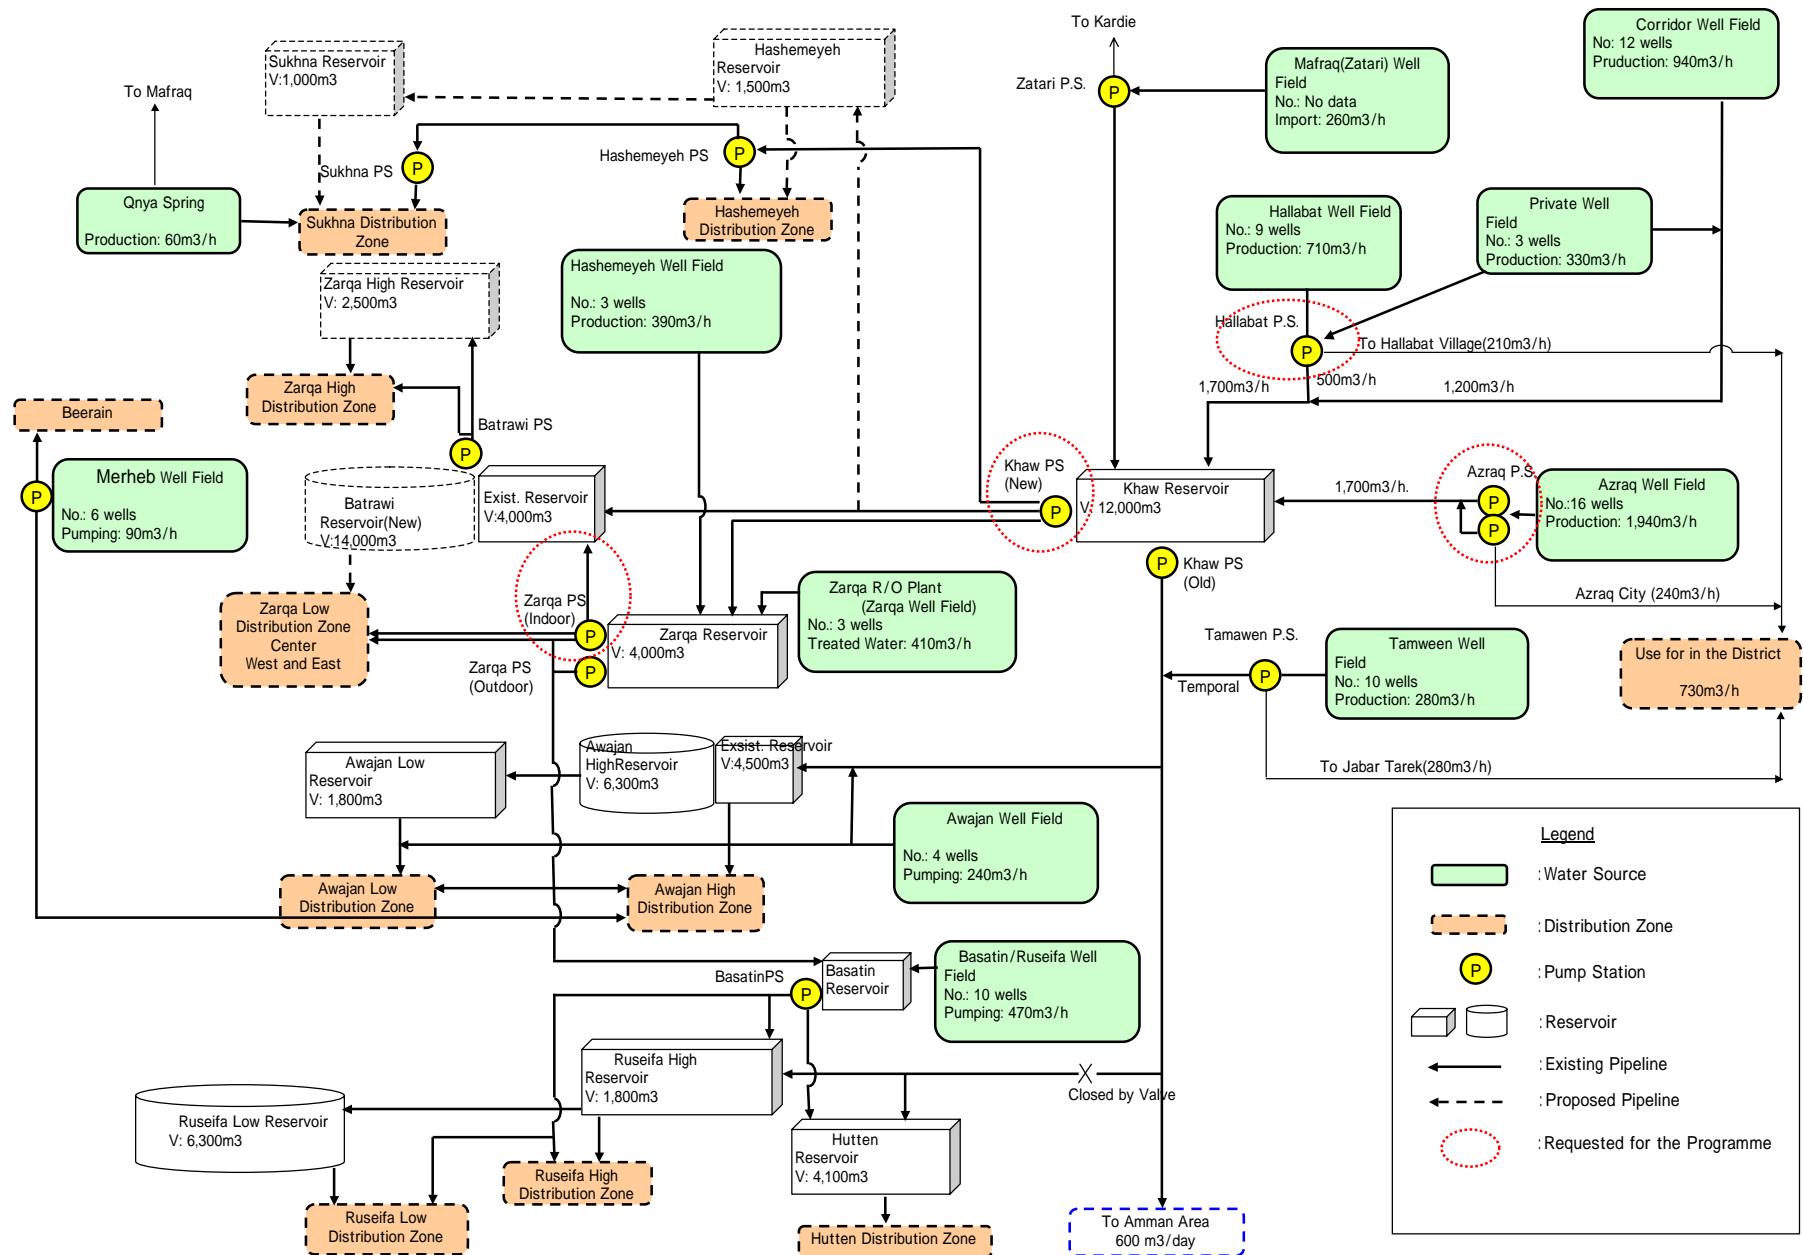 To Kardie
Corridor Well Field
No: 12 wells
Pruduction: 940m3/h
Sukhna Reservoir
V:1,000m3
Hashemeyeh
Reservoir
V: 1,500m3
Mafraq(Zatari) Well
Field
No.: No data
Import: 260m3/h
Zatari P.S.
P
To Mafraq
Hashemeyeh PS
P
Sukhna PS
P
Qnya Spring
Production: 60m3/h
Sukhna Distribution
Zone
Hashemeyeh
Distribution Zone
Hallabat Well Field
No.: 9 wells
Production: 710m3/h
Private Well
Field
No.: 3 wells
Production: 330m3/h
Hashemeyeh Well Field
No.: 3 wells
Production: 390m3/h
Zarqa High Reservoir
V: 2,500m3
Hallabat P.S.
P
To Hallabat Village(210m3/h)
500m3/h
1,700m3/h
1,200m3/h
Zarqa High
Distribution Zone
Beerain
Batrawi PS
P
Merheb Well Field
No.: 6 wells
Pumping: 90m3/h
P
Batrawi
Reservoir(New)
V:14,000m3
Exist. Reservoir
V:4,000m3
Khaw PS
(New)
P
Khaw Reservoir
V: 12,000m3
1,700m3/h.
Azraq P.S.
P
P
Azraq Well Field
No.:16 wells
Production: 1,940m3/h
P
Khaw PS
(Old)
Azraq City (240m3/h)
Zarqa Low
Distribution Zone
Center
West and East
Zarqa PS
(Indoor)
P
Zarqa PS
(Outdoor)
P
Zarqa Reservoir
V: 4,000m3
Zarqa R/O Plant
(Zarqa Well Field)
No.: 3 wells
Treated Water: 410m3/h
Tamawen P.S.
P
Temporal
Tamween Well
Field
No.: 10 wells
Production: 280m3/h
Use for in the District
730m3/h
To Jabar Tarek(280m3/h)
Awajan Low
Reservoir
V: 1,800m3
Awajan
HighReservoir
V: 6,300m3
Exsist. Reservoir
V:4,500m3
Awajan Well Field
No.: 4 wells
Pumping: 240m3/h
Awajan Low
Distribution Zone
Awajan High
Distribution Zone
BasatinPS
P
Basatin
Reservoir
Basatin/Ruseifa Well
Field
No.: 10 wells
Pumping: 470m3/h
Ruseifa High
Reservoir
V: 1,800m3
Closed by Valve
Ruseifa Low Reservoir
V: 6,300m3
Hutten
Reservoir
V: 4,100m3
Ruseifa High
Distribution Zone
Ruseifa Low
Distribution Zone
Hutten Distribution Zone
To Amman Area
600 m3/day
Legend
:Water Source
:Distribution Zone
P
:Pump Station
:Reservoir
:Existing Pipeline
:Proposed Pipeline
:Requested for the Programme